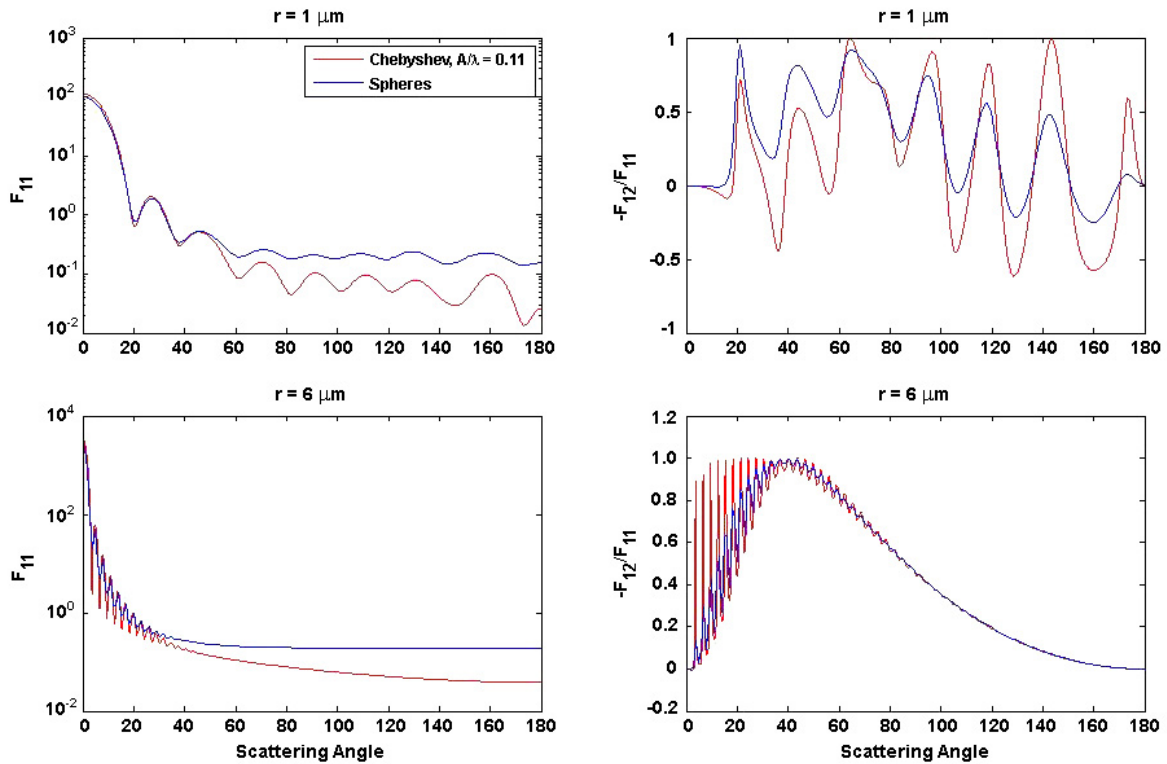 r = 1 μm
10³
10²
10¹
10⁰
10⁻¹
10⁻²
F₁₁
Chebyshev, A/λ = 0.11
Spheres
0 20 40 60 80 100 120 140 160 180
r = 1 μm
1
0.5
0
-0.5
-1
-F₁₂/F₁₁
0 20 40 60 80 100 120 140 160 180
r = 6 μm
10⁴
10²
10⁰
10⁻²
F₁₁
0 20 40 60 80 100 120 140 160 180
Scattering Angle
r = 6 μm
1.2
1.0
0.8
0.6
0.4
0.2
0
-0.2
-F₁₂/F₁₁
0 20 40 60 80 100 120 140 160 180
Scattering Angle